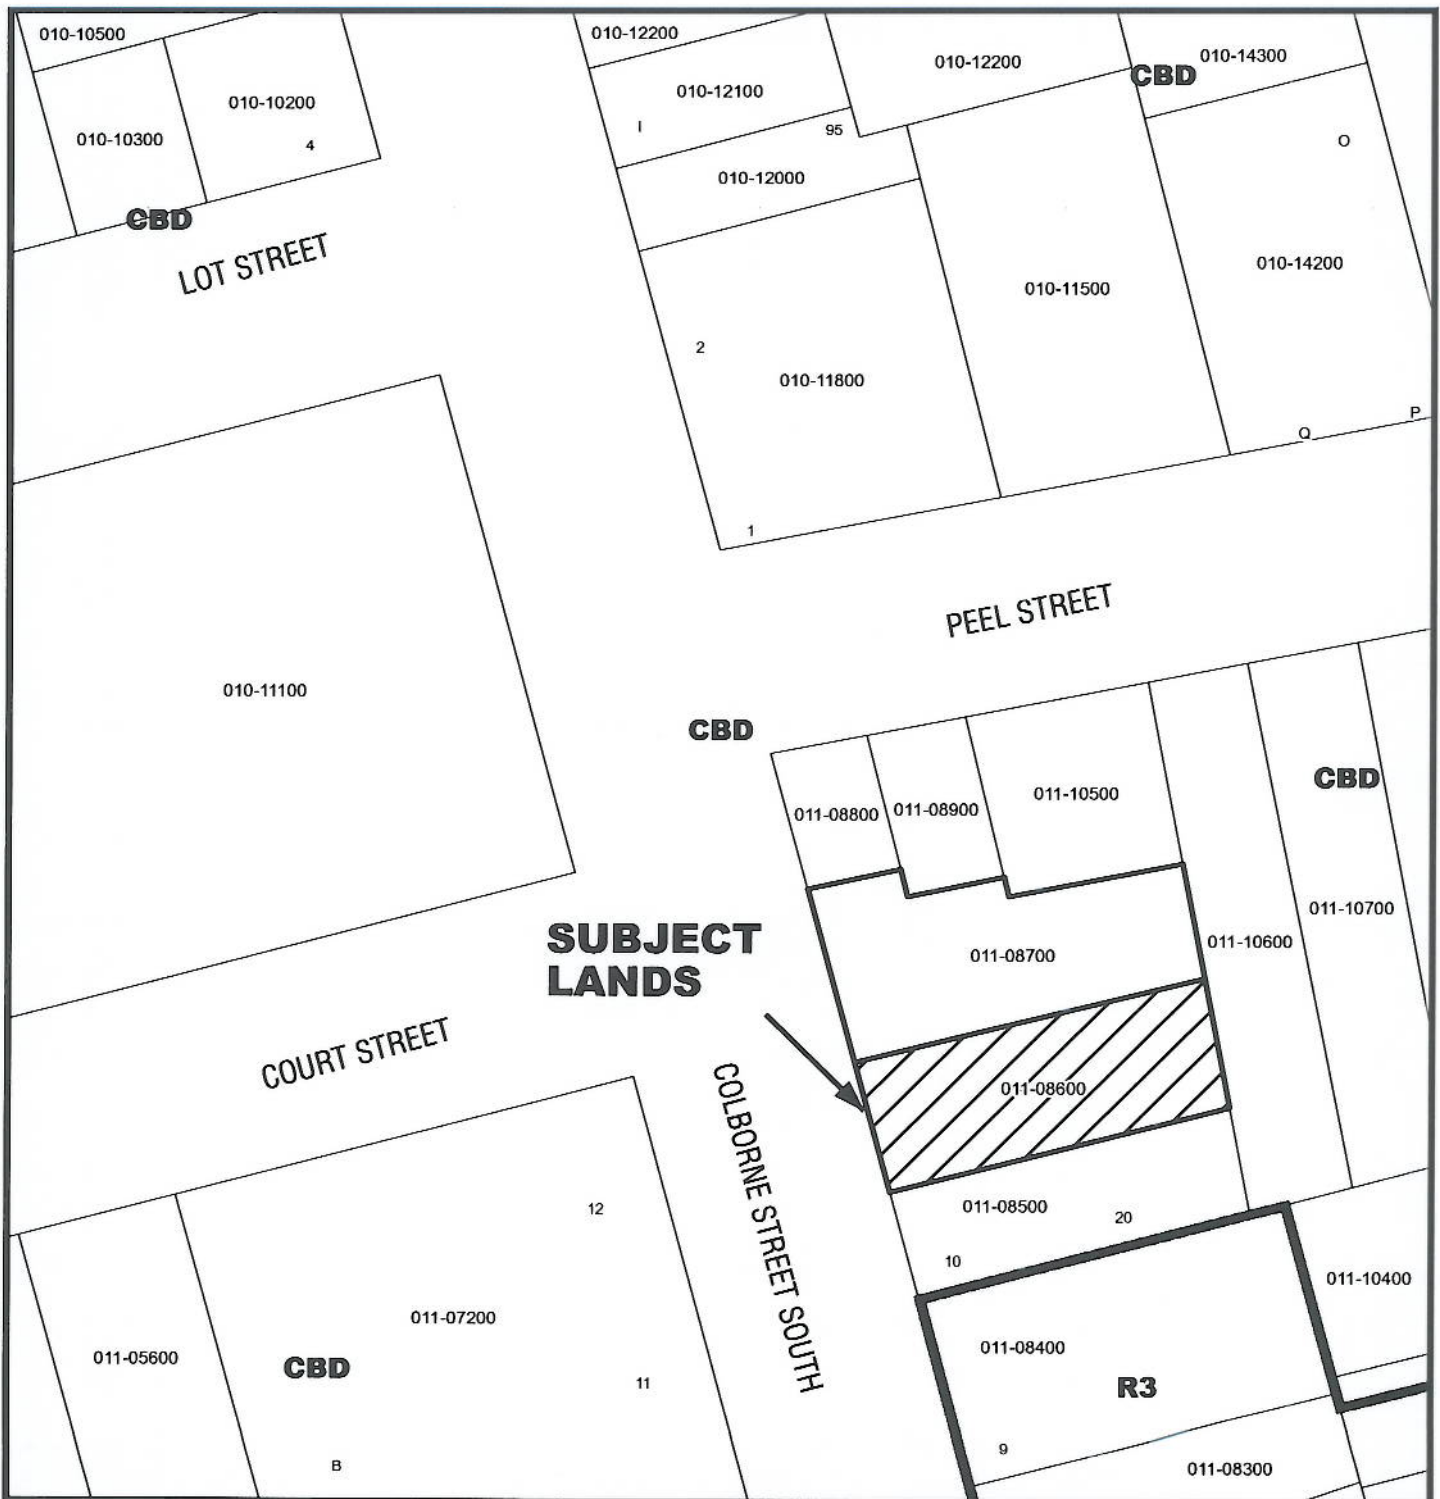 010-10500
010-12200
010-12200
CBD
010-14300
010-12100
010-10200
010-10300
4
I
95
O
010-12000
CBD
LOT STREET
010-14200
010-11500
2
010-11800
P
Q
1
PEEL STREET
010-11100
CBD
CBD
011-10500
011-08900
011-08800
011-10700
SUBJECT
LANDS
011-10600
011-08700
COURT STREET
011-08600
COLBORNE STREET SOUTH
12
011-08500
20
10
011-10400
011-07200
011-08400
011-05600
CBD
11
R3
9
B
011-08300